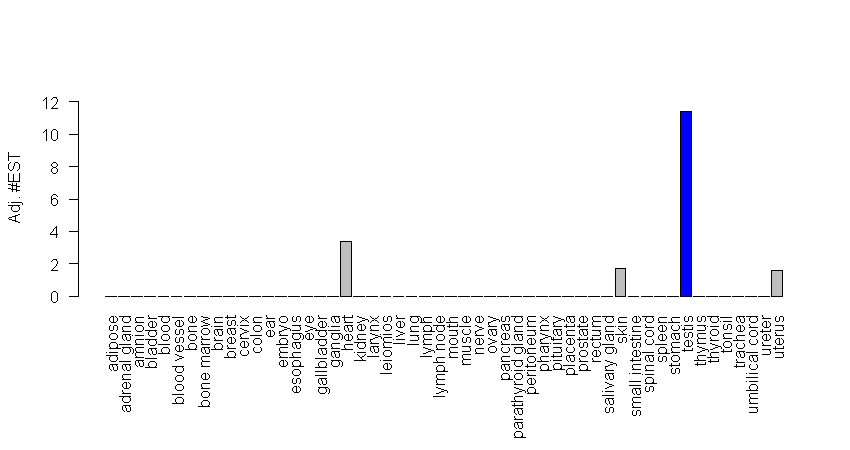 Adj. #EST
12
10
8
6
4
2
0
adipose
adrenal gland
amnion
bladder
blood
blood vessel
bone
bone marrow
brain
breast
cervix
colon
ear
embryo
esophagus
eye
gallbladder
ganglia
heart
kidney
larynx
leiomios
liver
lung
lymph
lymph node
mouth
muscle
nerve
ovary
pancreas
parathyroid gland
peritoneum
pharynx
pituitary
placenta
prostate
rectum
salivary gland
skin
small intestine
spinal cord
spleen
stomach
testis
thymus
thyroid
tonsil
trachea
umbilical cord
ureter
uterus